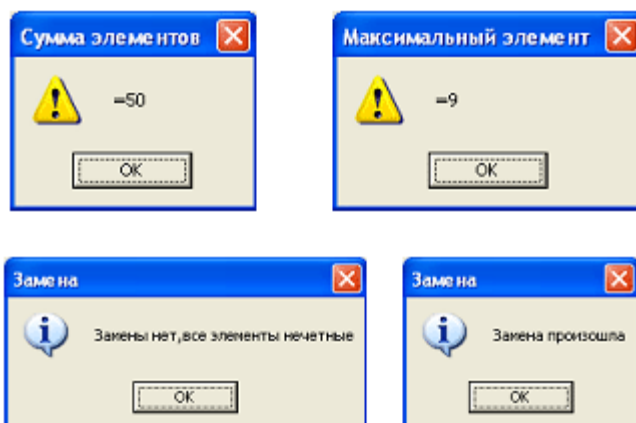 Сумма элементов
=50
OK
Максимальный элемент
=9
OK
Замена
Замены нет,все элементы нечетные
OK
Замена
Замена произошла
OK